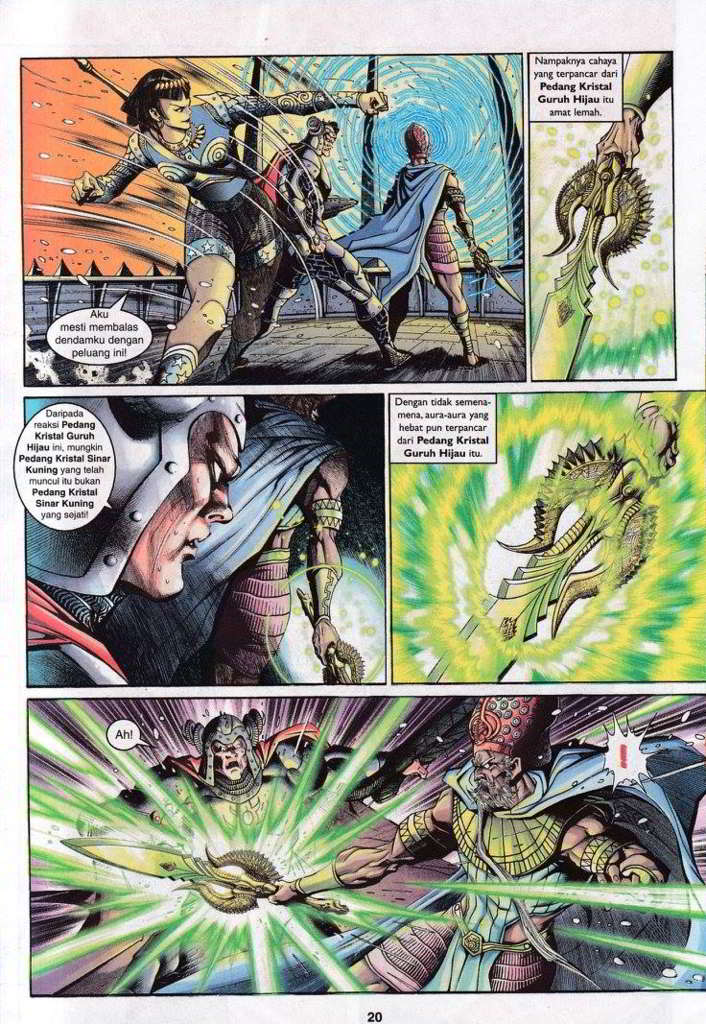 Aku
mesti membalas
dendamku dengan
peluang ini!
Nampaknya cahaya
yang terpancar dari
Pedang Kristal
Guruh Hijau itu
amat lemah.
Daripada
reaksi Pedang
Kristal Guruh
Hijau ini, mungkin
Pedang Kristal Sinar
Kuning yang telah
muncul itu bukan
Pedang Kristal
Sinar Kuning
yang sejati!
Dengan tidak semena-
mena, aura-aura yang
hebat pun terpancar
dari Pedang Kristal
Guruh Hijau itu.
Ah!
!!
20